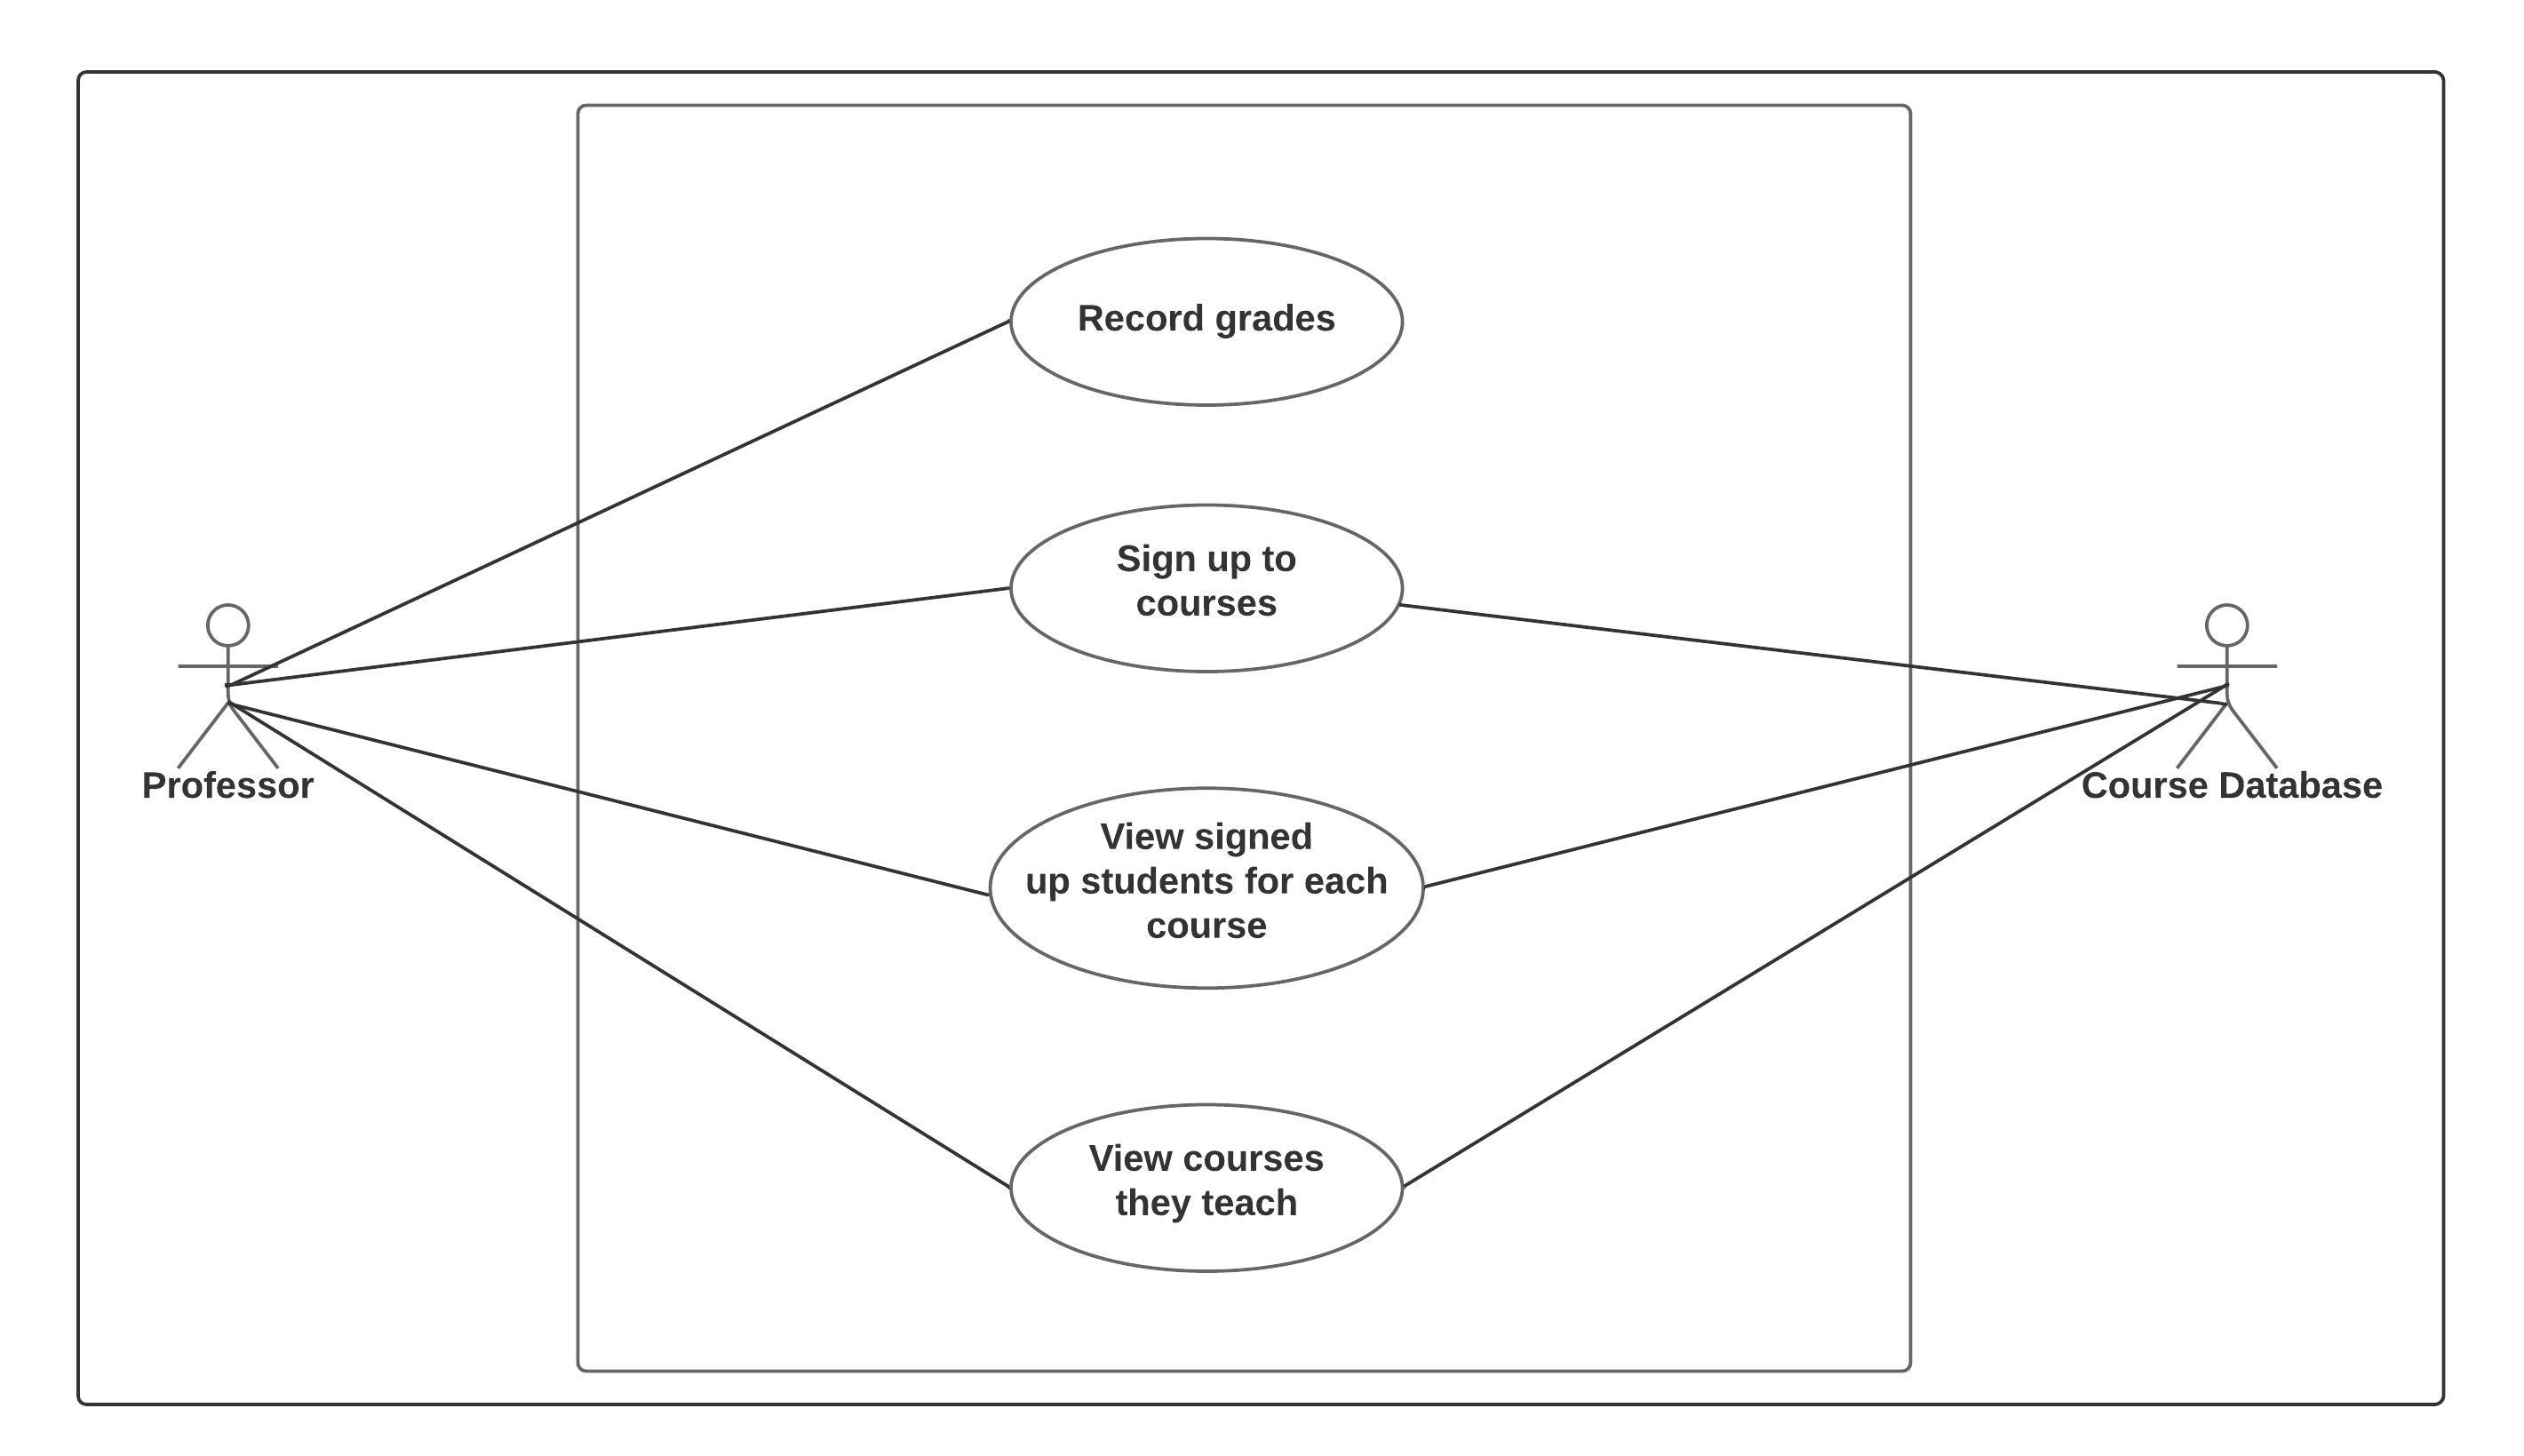 Record grades
Sign up to
courses
Professor
Course Database
View signed
up students for each
course
View courses
they teach